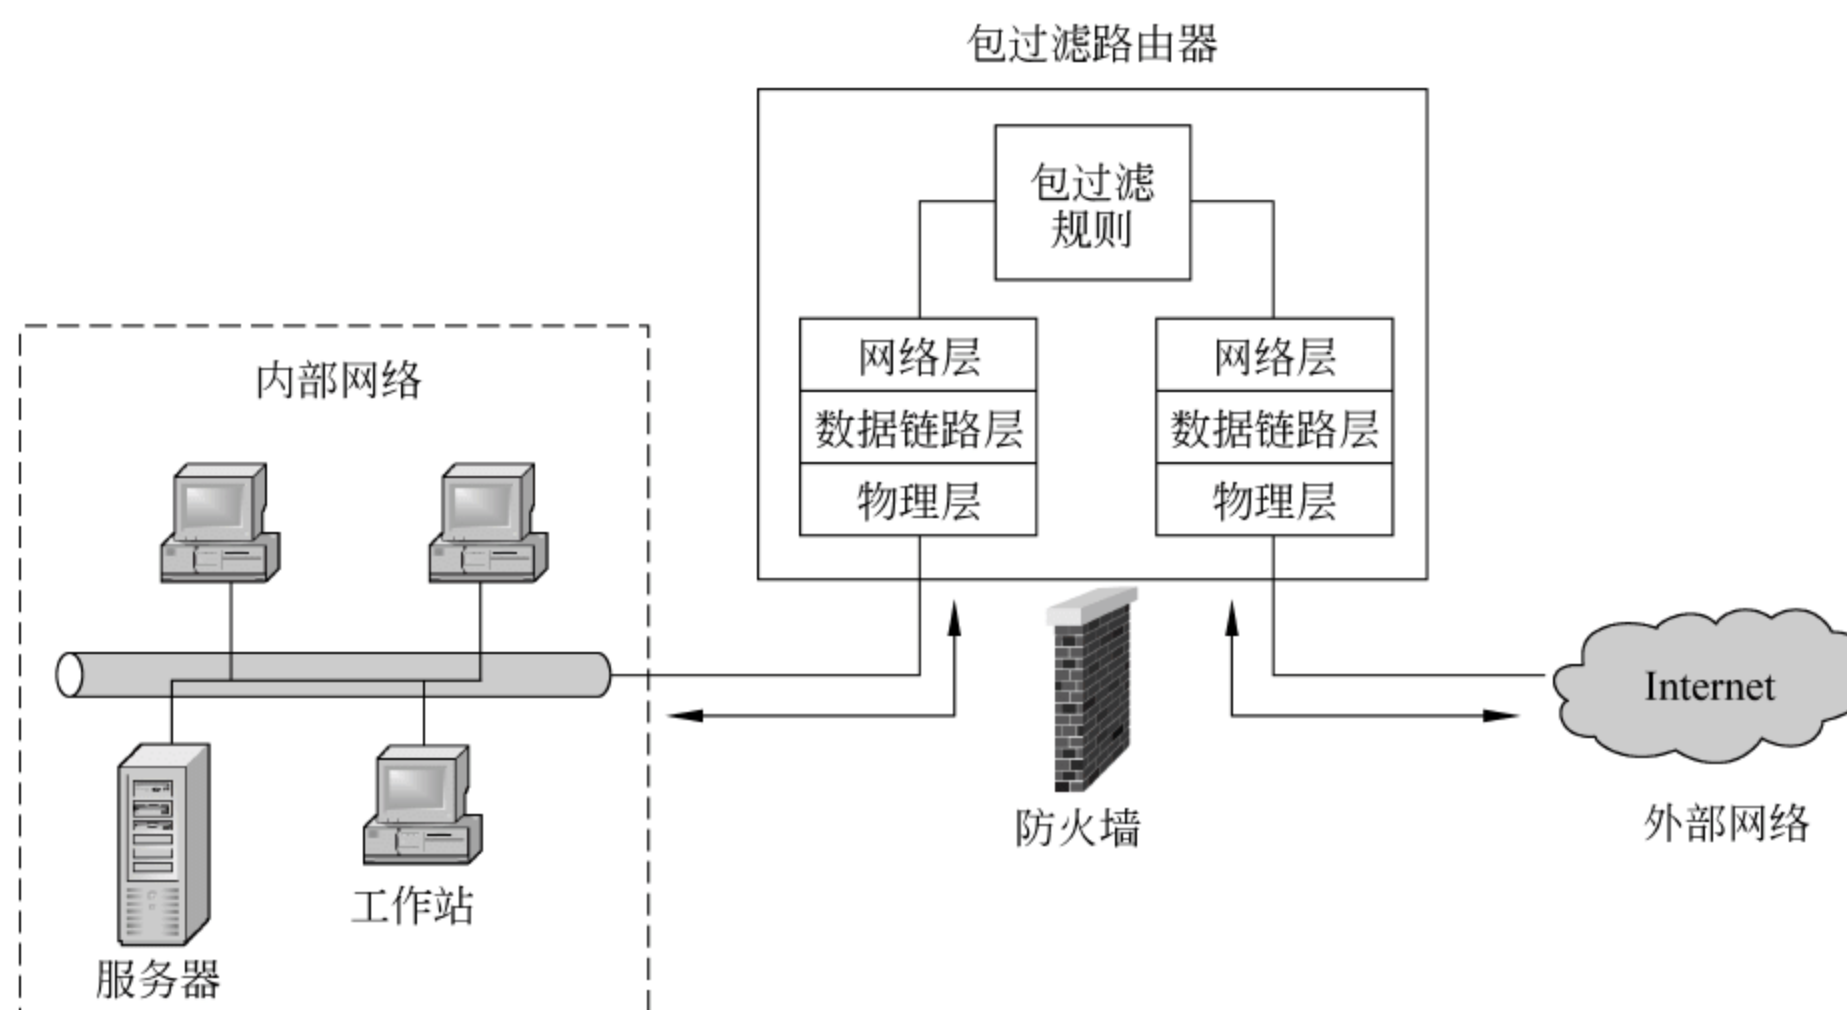 包过滤路由器
包过滤
规则
网络层
数据链路层
物理层
网络层
数据链路层
物理层
内部网络
服务器
工作站
防火墙
Internet
外部网络